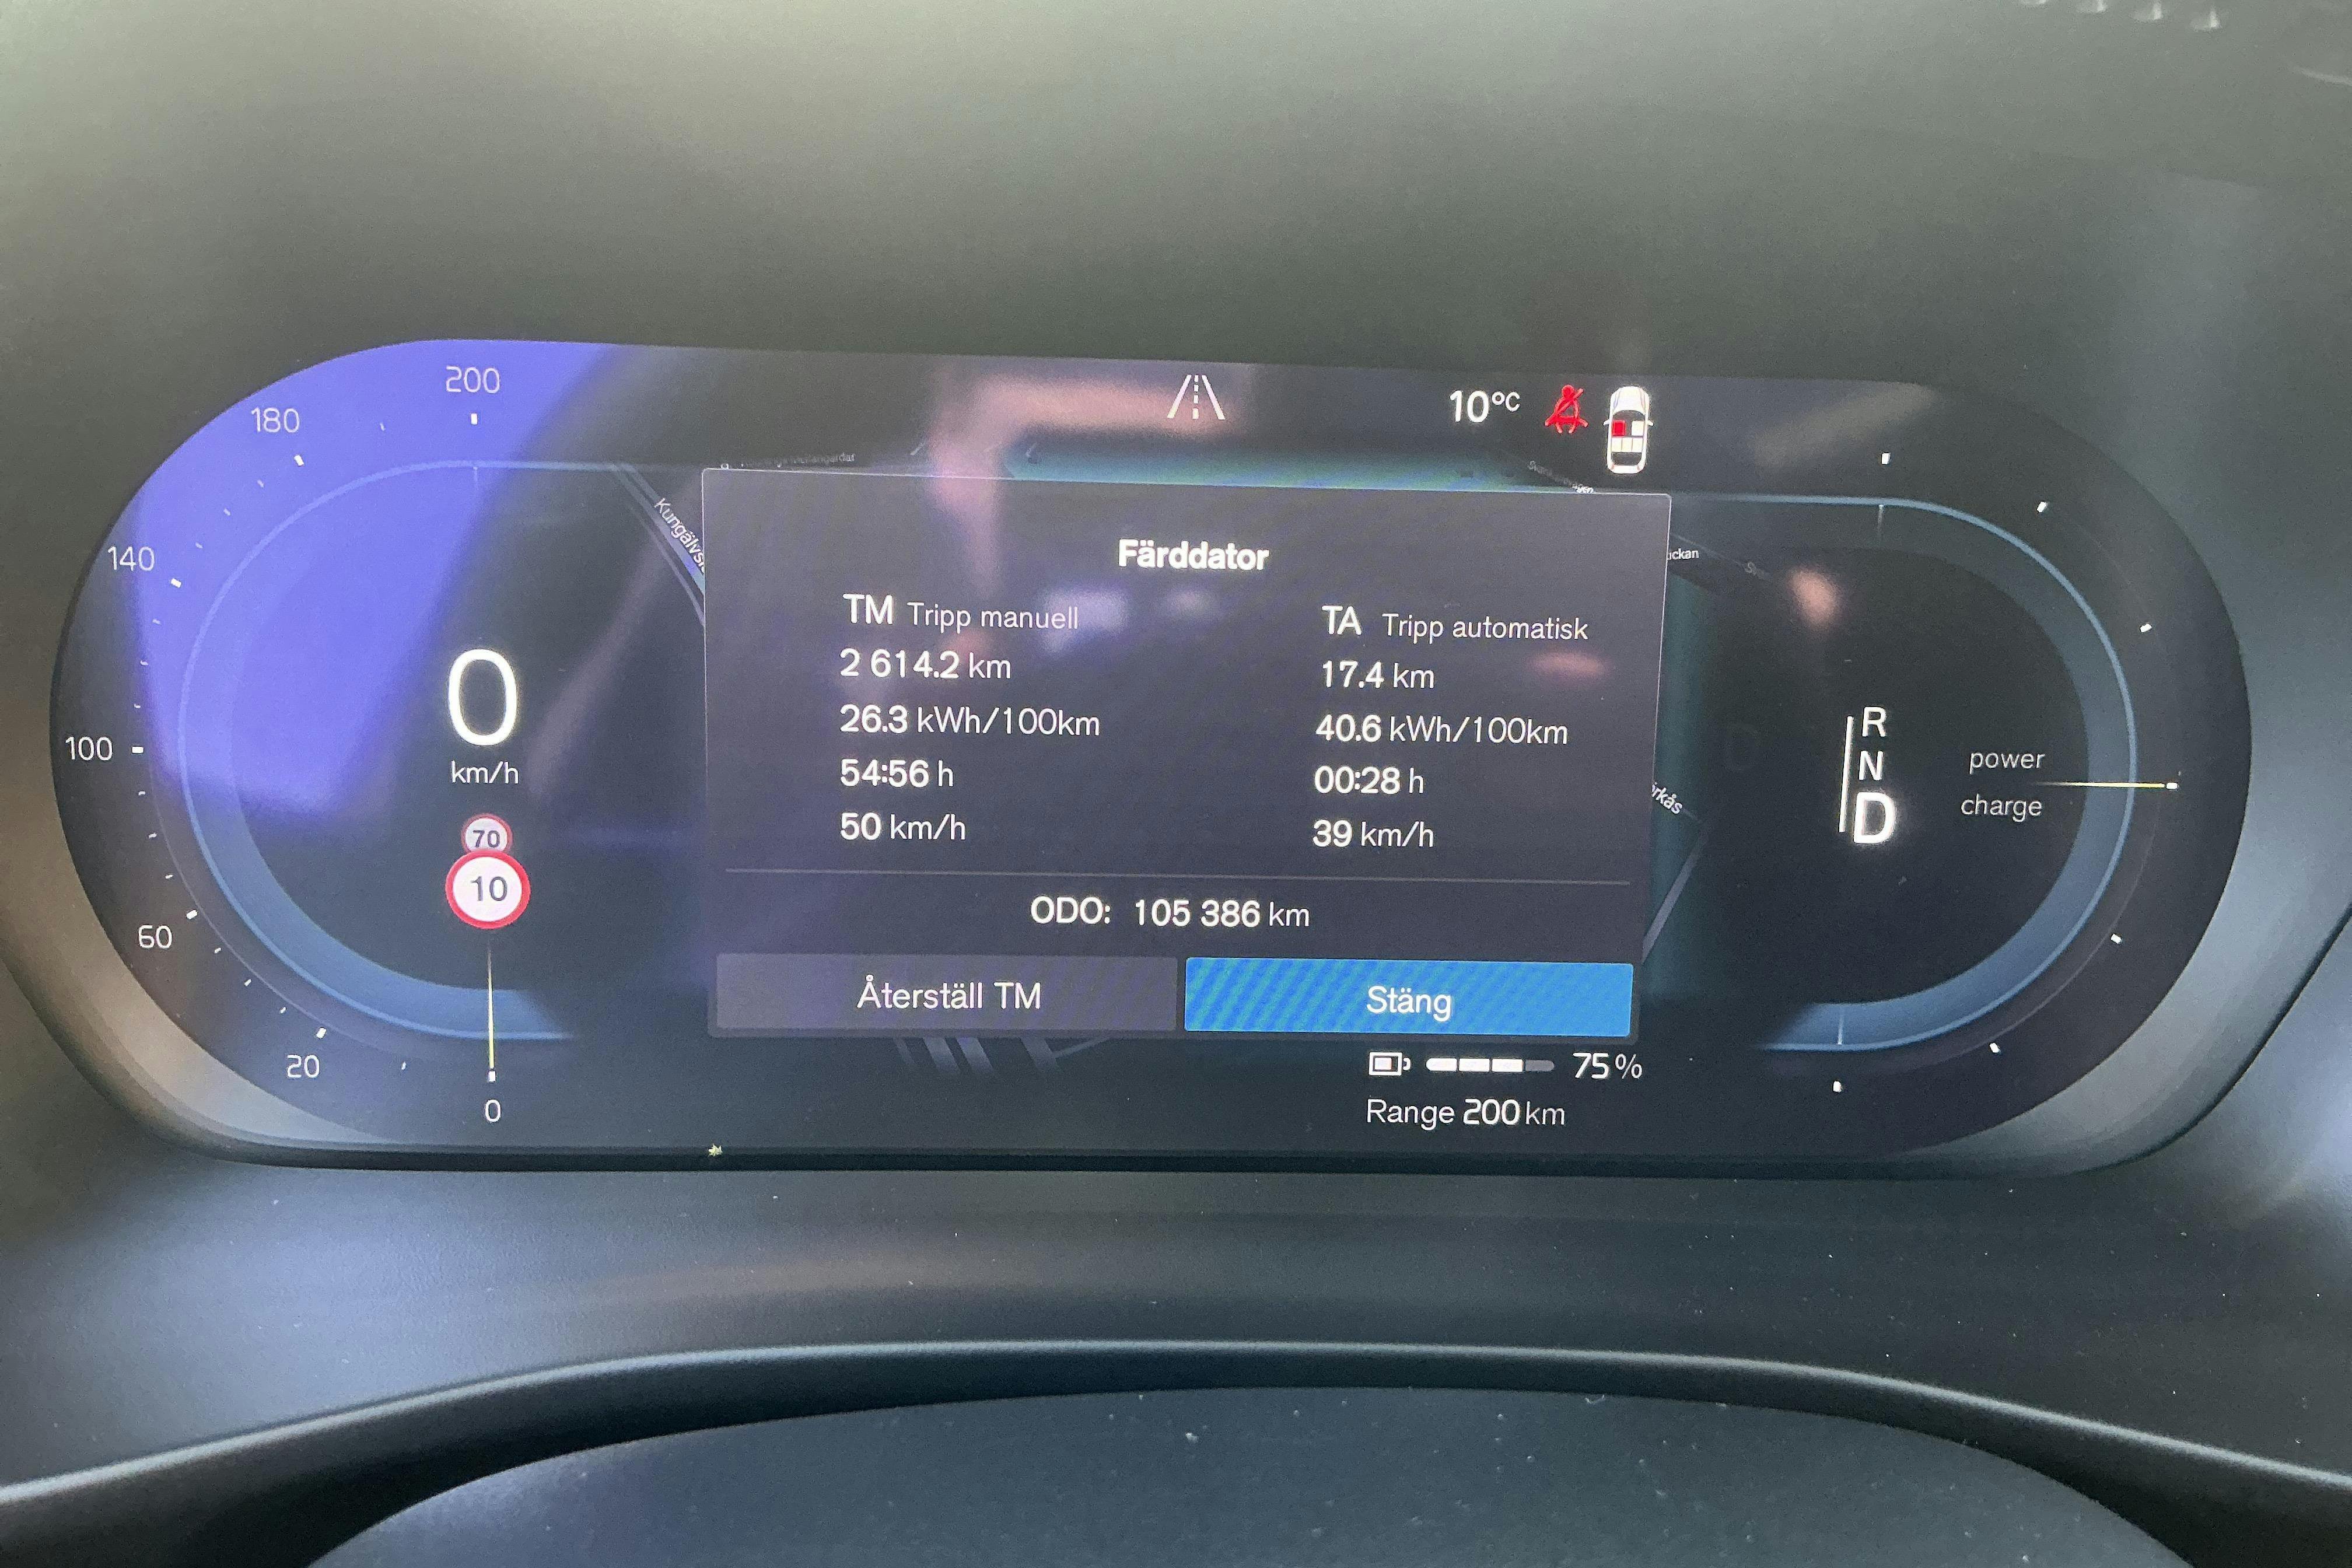 200
180
140
100
60
20
0
0
km/h
70
10
10°C
Färddator
TM Tripp manuell
2 614.2 km
26.3 kWh/100km
54:56 h
50 km/h
TA Tripp automatisk
17.4 km
40.6 kWh/100km
00:28 h
39 km/h
ODO: 105 386 km
Återställ TM
Stäng
75%
Range 200 km
R
N
D
power
charge